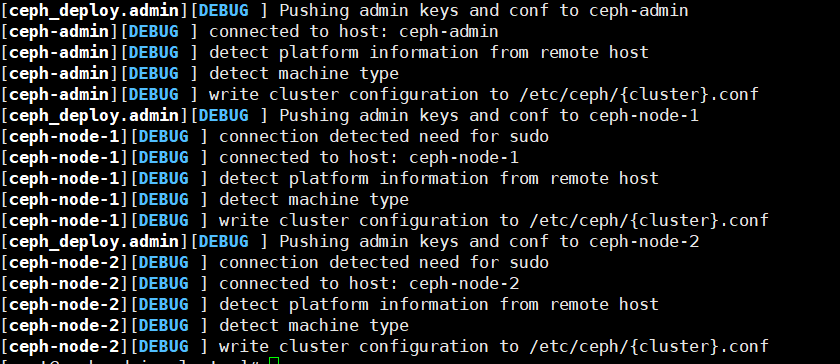 [ceph_deploy.admin][DEBUG ] Pushing admin keys and conf to ceph-admin
[ceph-admin][DEBUG ] connected to host: ceph-admin
[ceph-admin][DEBUG ] detect platform information from remote host
[ceph-admin][DEBUG ] detect machine type
[ceph-admin][DEBUG ] write cluster configuration to /etc/ceph/{cluster}.conf
[ceph_deploy.admin][DEBUG ] Pushing admin keys and conf to ceph-node-1
[ceph-node-1][DEBUG ] connection detected need for sudo
[ceph-node-1][DEBUG ] connected to host: ceph-node-1
[ceph-node-1][DEBUG ] detect platform information from remote host
[ceph-node-1][DEBUG ] detect machine type
[ceph-node-1][DEBUG ] write cluster configuration to /etc/ceph/{cluster}.conf
[ceph_deploy.admin][DEBUG ] Pushing admin keys and conf to ceph-node-2
[ceph-node-2][DEBUG ] connection detected need for sudo
[ceph-node-2][DEBUG ] connected to host: ceph-node-2
[ceph-node-2][DEBUG ] detect platform information from remote host
[ceph-node-2][DEBUG ] detect machine type
[ceph-node-2][DEBUG ] write cluster configuration to /etc/ceph/{cluster}.conf